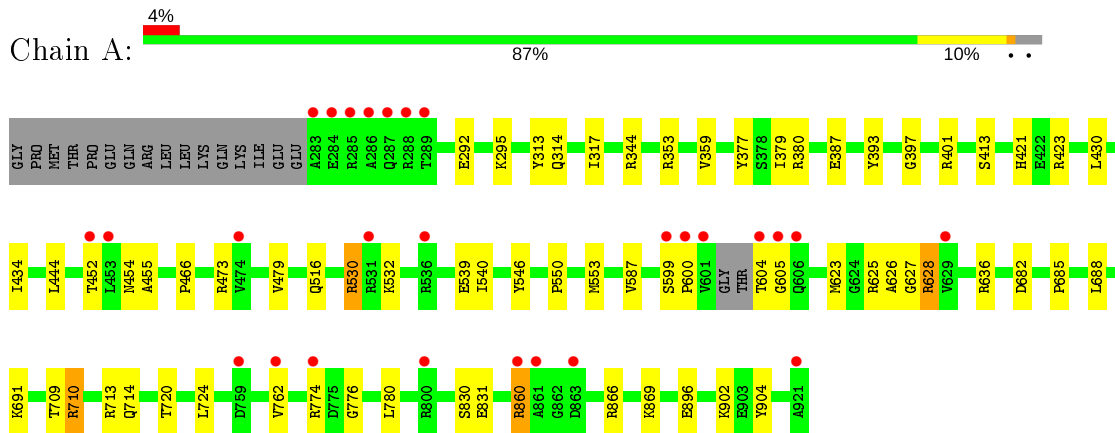 4%
Chain A:
87%
10%
GLY PRO MET THR PRO GLU GLN ARG LEU LEU LYS GLN LYS ILE GLU GLU A283 E284 R285 A286 Q287 R288 T289 E292 K295 Y313 Q314 I317 R344 R353 V359 Y377 S378 I379 R380 E387 Y393 G397 R401 S413 H421 E422 R423 L430
I434 L444 T452 L453 N454 A455 P466 R473 V474 V479 Q516 R530 R531 K532 R536 E539 I540 Y546 P550 M553 V587 S599 P600 V601 GLY THR T604 G605 Q606 M623 G624 R625 A626 G627 R628 V629 R636 D682 P685 L688
K691 T709 R710 R713 Q714 T720 L724 D759 V762 R774 D775 G776 L780 R800 S830 E831 R860 A861 G862 D863 R866 K869 E896 K902 E903 Y904 A921